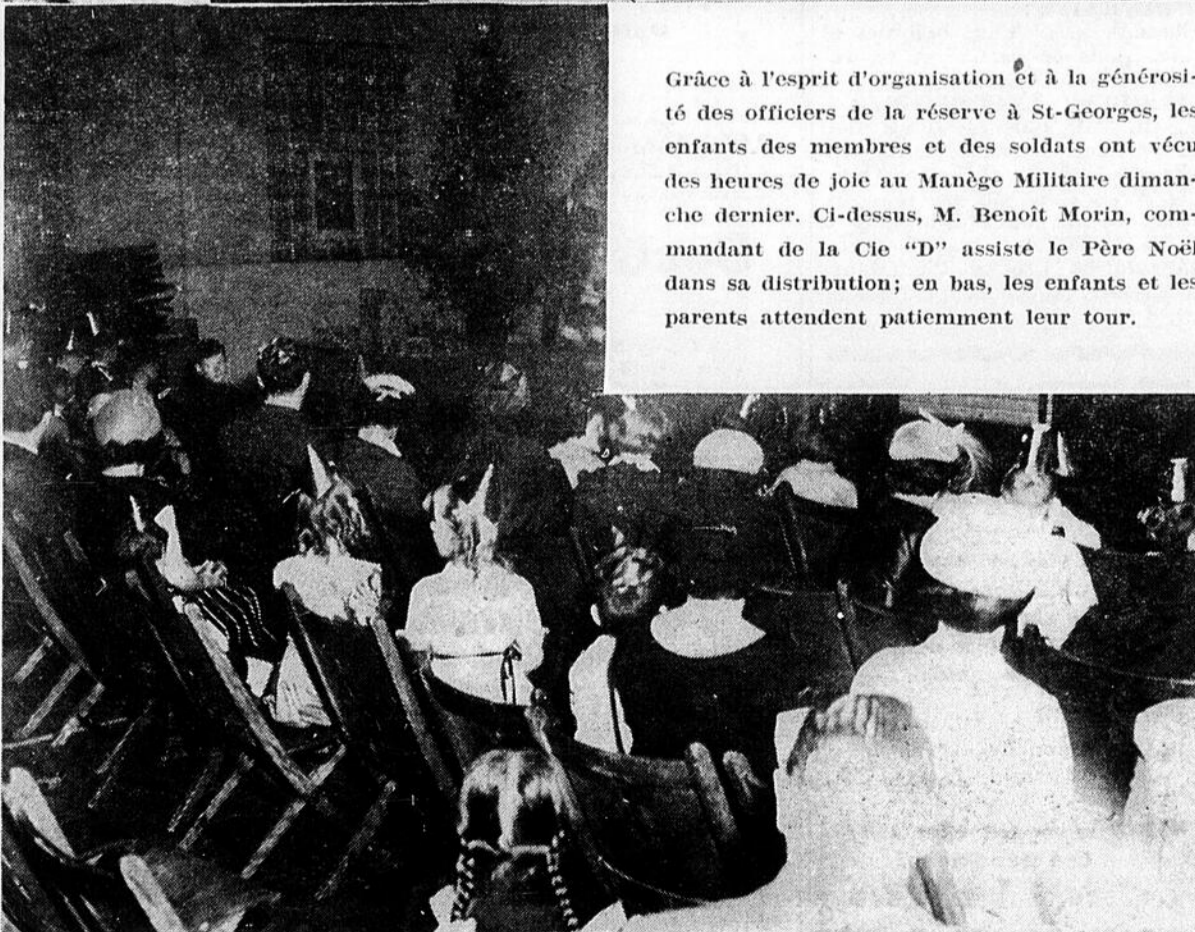 Grâce à l'esprit d'organisation et à la générosi-
té des officiers de la réserve à St-Georges, les
enfants des membres et des soldats ont vécu
des heures de joie au Manège Militaire diman-
che dernier. Ci-dessus, M. Benoît Morin, com-
mandant de la Cie "D" assiste le Père Noël
dans sa distribution; en bas, les enfants et les
parents attendent patiemment leur tour.